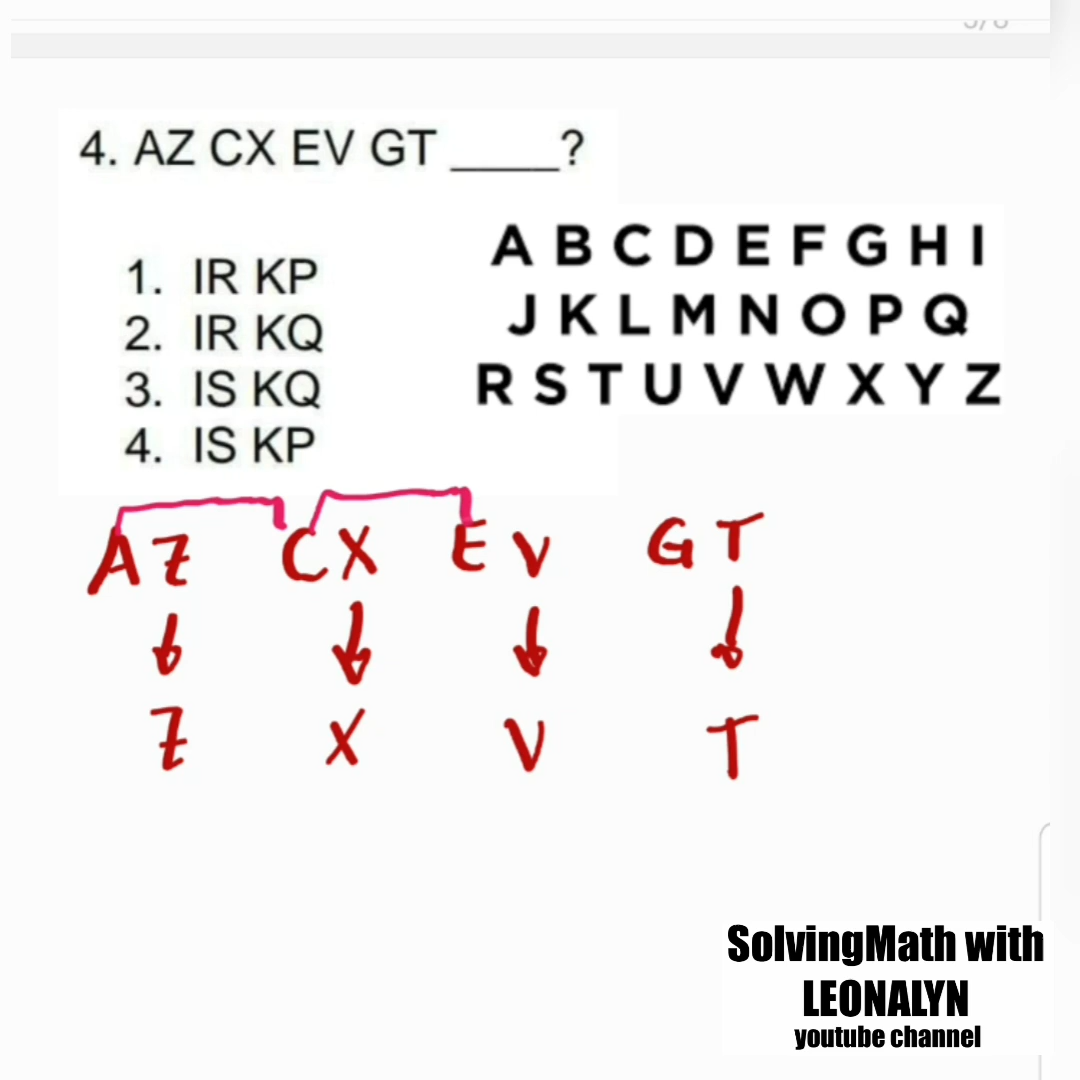 4. AZ CX EV GT ____?
1. IR KP
2. IR KQ
3. IS KQ
4. IS KP
A B C D E F G H I
J K L M N O P Q
R S T U V W X Y Z
AZ CX EV GT
Z X V T
SolvingMath with
LEONALYN
youtube channel